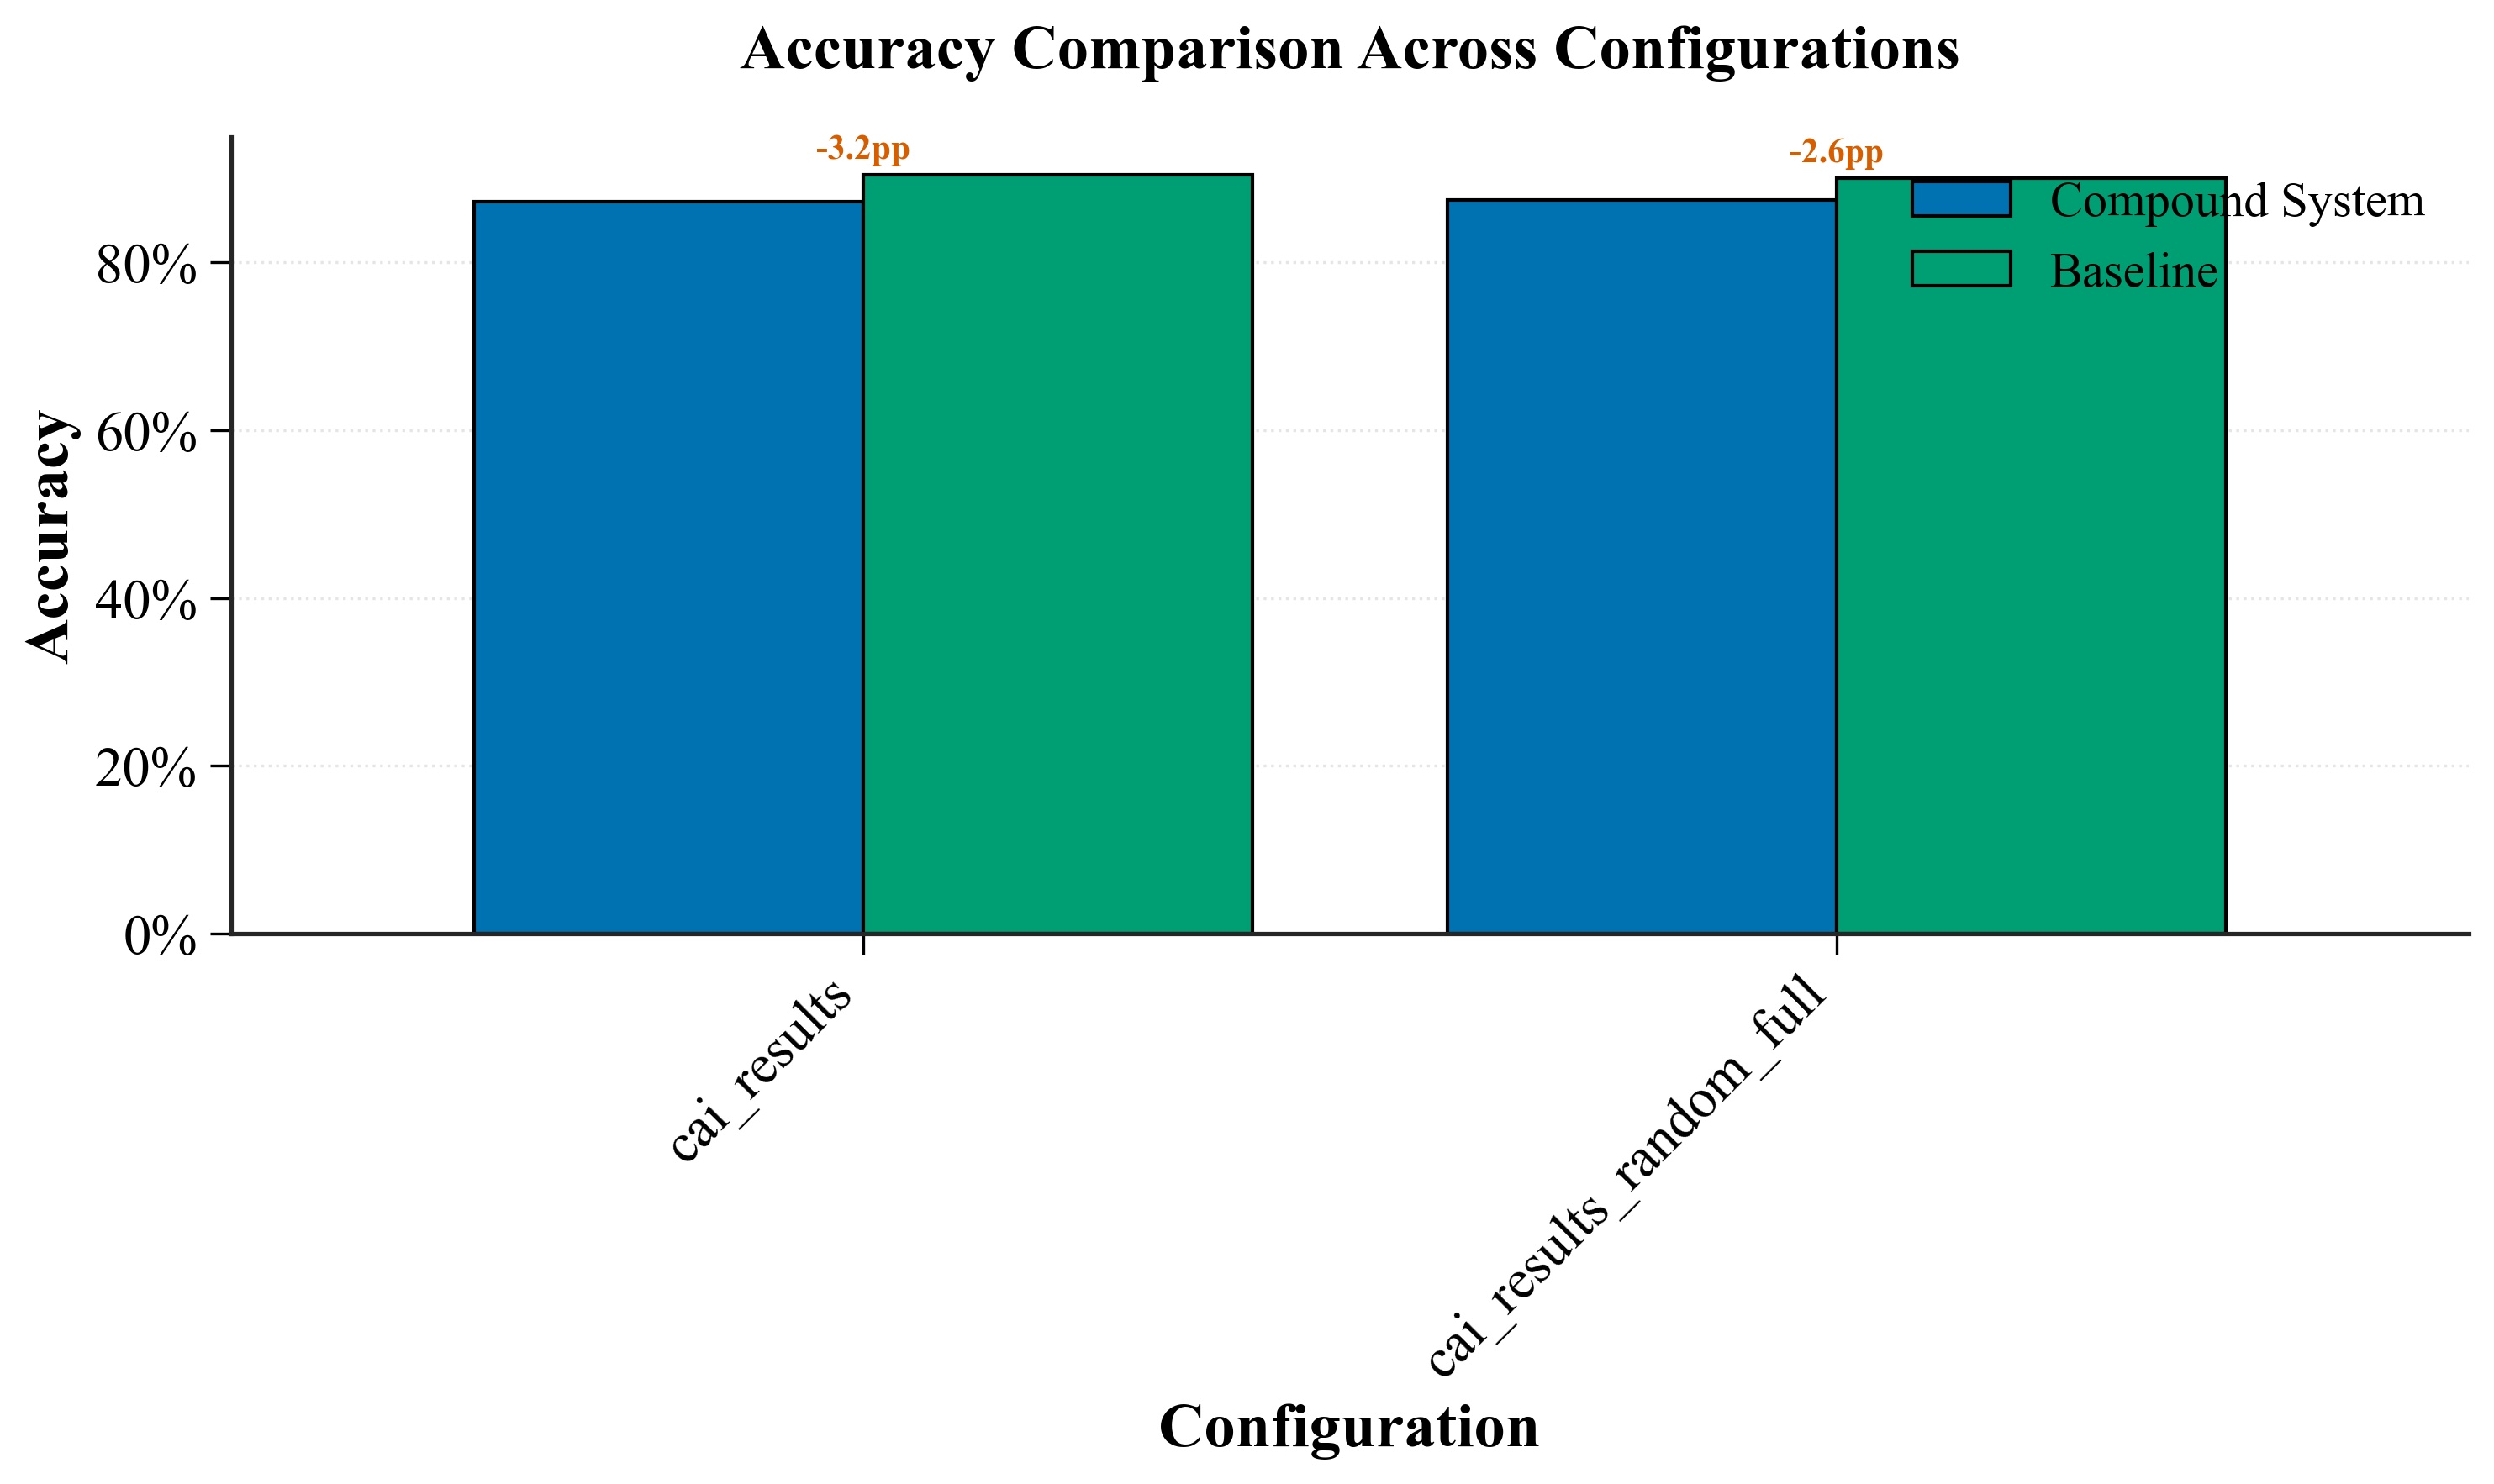 Accuracy Comparison Across Configurations
-3.2pp
-2.6pp
Compound System
Baseline
Accuracy
80%
60%
40%
20%
0%
cai_results
cai_results_random_full
Configuration